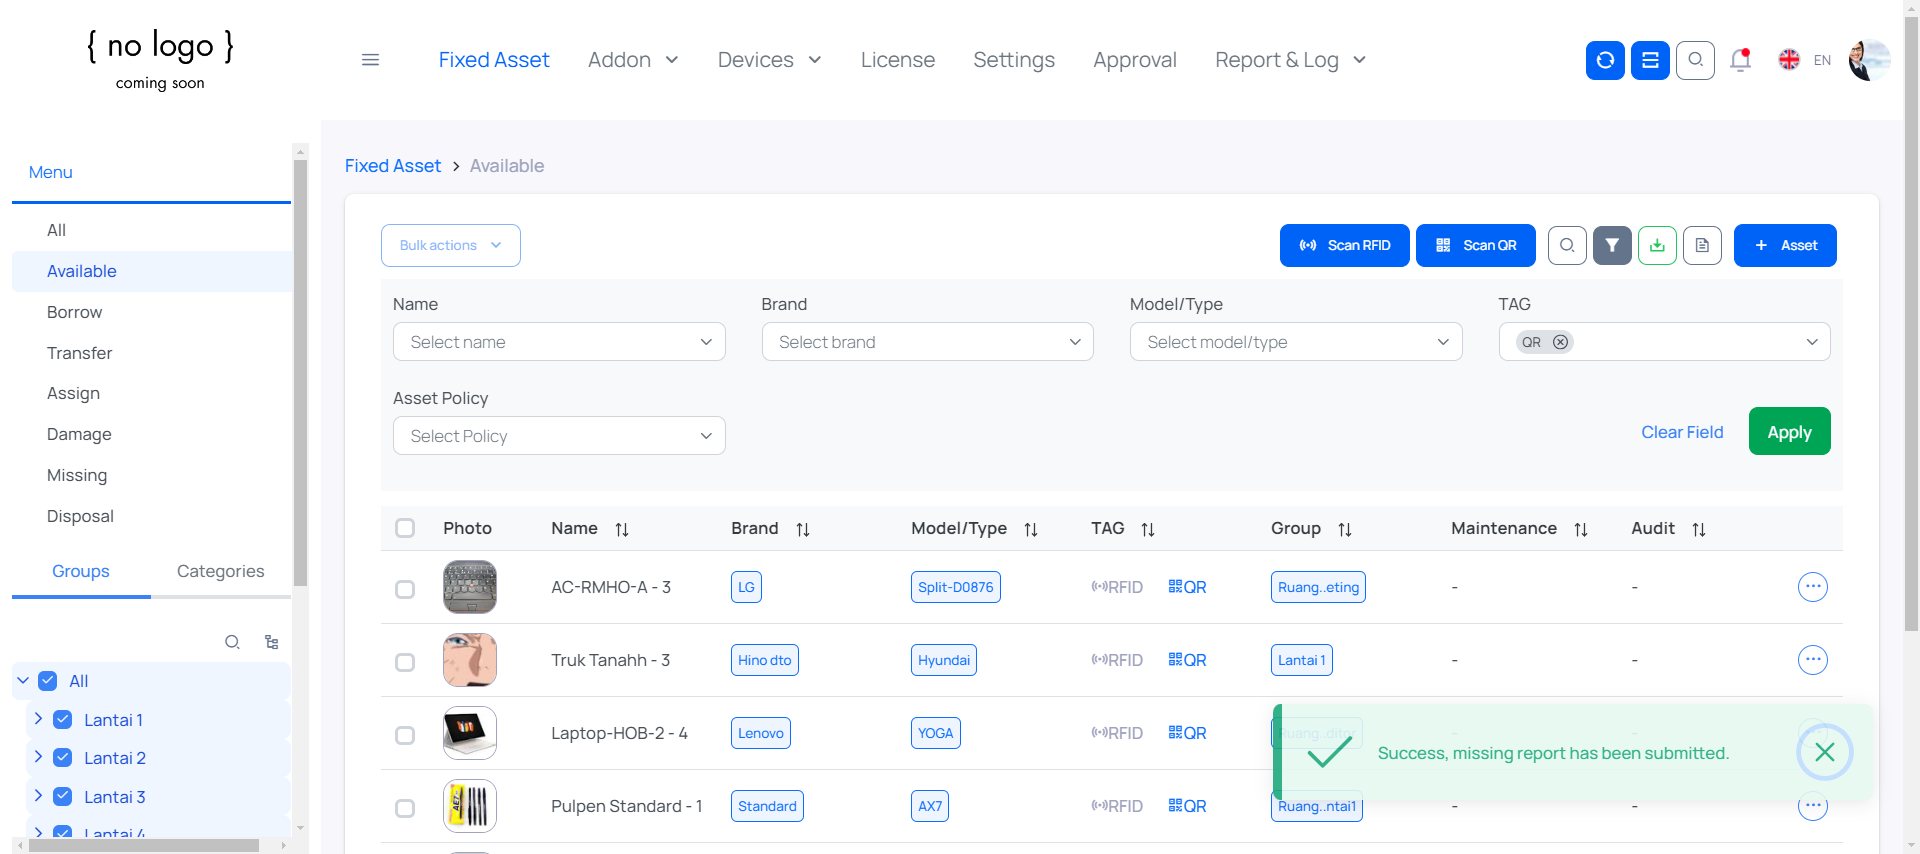 { no logo }
coming soon
Fixed Asset
Addon
Devices
License
Settings
Approval
Report & Log
EN
Menu
All
Available
Borrow
Transfer
Assign
Damage
Missing
Disposal
Groups
Categories
All
Lantai 1
Lantai 2
Lantai 3
Lantai 4
Fixed Asset > Available
Bulk actions
Scan RFID
Scan QR
+ Asset
Name
Brand
Model/Type
TAG
Select name
Select brand
Select model/type
QR
Asset Policy
Select Policy
Clear Field
Apply
Photo Name Brand Model/Type TAG Group Maintenance Audit
AC-RMHO-A - 3 LG Split-D0876 RFID QR Ruang..eting - -
Truk Tanahh - 3 Hino dto Hyundai RFID QR Lantai 1 - -
Laptop-HOB-2 - 4 Lenovo YOGA RFID QR Ruang..ditor - -
Success, missing report has been submitted.
Pulpen Standard - 1 Standard AX7 RFID QR Ruang..ntai1 - -